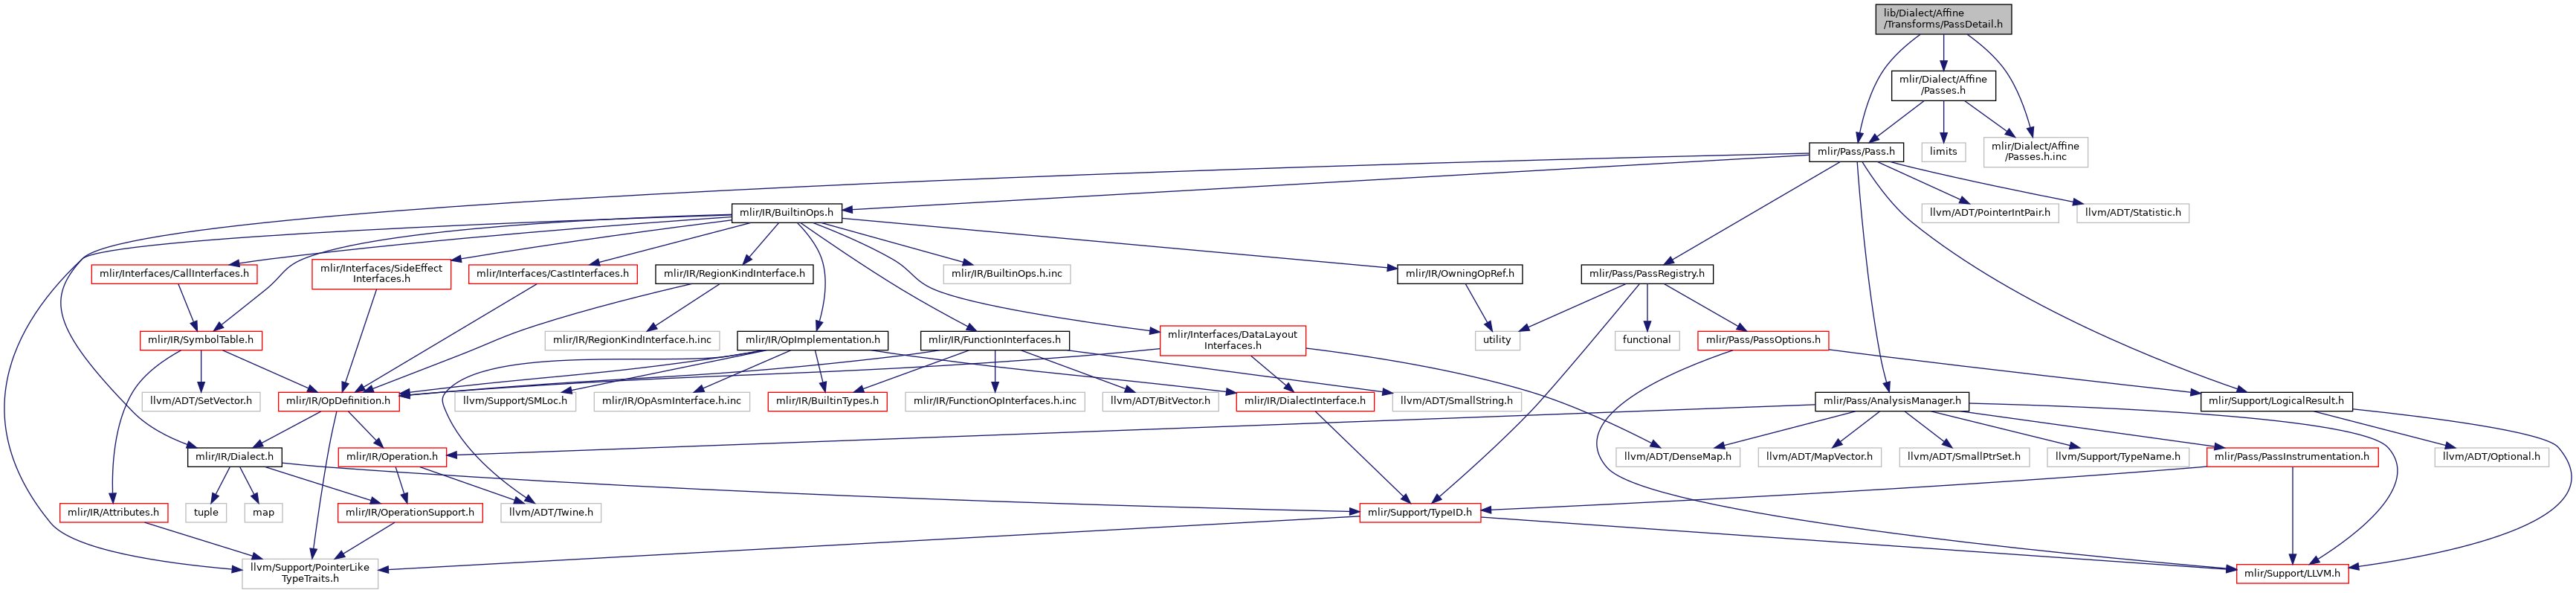 lib/Dialect/Affine
/Transforms/PassDetail.h
mlir/Dialect/Affine
/Passes.h
mlir/Pass/Pass.h
limits
mlir/Dialect/Affine
/Passes.h.inc
mlir/IR/BuiltinOps.h
llvm/ADT/PointerIntPair.h
llvm/ADT/Statistic.h
mlir/Interfaces/CallInterfaces.h
mlir/Interfaces/SideEffect
Interfaces.h
mlir/Interfaces/CastInterfaces.h
mlir/IR/RegionKindInterface.h
mlir/IR/BuiltinOps.h.inc
mlir/IR/OwningOpRef.h
mlir/Pass/PassRegistry.h
mlir/IR/SymbolTable.h
mlir/IR/RegionKindInterface.h.inc
mlir/IR/OpImplementation.h
mlir/IR/FunctionInterfaces.h
mlir/Interfaces/DataLayout
Interfaces.h
utility
functional
mlir/Pass/PassOptions.h
llvm/ADT/SetVector.h
mlir/IR/OpDefinition.h
llvm/Support/SMLoc.h
mlir/IR/OpAsmInterface.h.inc
mlir/IR/BuiltinTypes.h
mlir/IR/FunctionOpInterfaces.h.inc
llvm/ADT/BitVector.h
mlir/IR/DialectInterface.h
llvm/ADT/SmallString.h
mlir/Pass/AnalysisManager.h
mlir/Support/LogicalResult.h
mlir/IR/Dialect.h
mlir/IR/Operation.h
llvm/ADT/DenseMap.h
llvm/ADT/MapVector.h
llvm/ADT/SmallPtrSet.h
llvm/Support/TypeName.h
mlir/Pass/PassInstrumentation.h
llvm/ADT/Optional.h
mlir/IR/Attributes.h
tuple
map
mlir/IR/OperationSupport.h
llvm/ADT/Twine.h
mlir/Support/TypeID.h
llvm/Support/PointerLike
TypeTraits.h
mlir/Support/LLVM.h